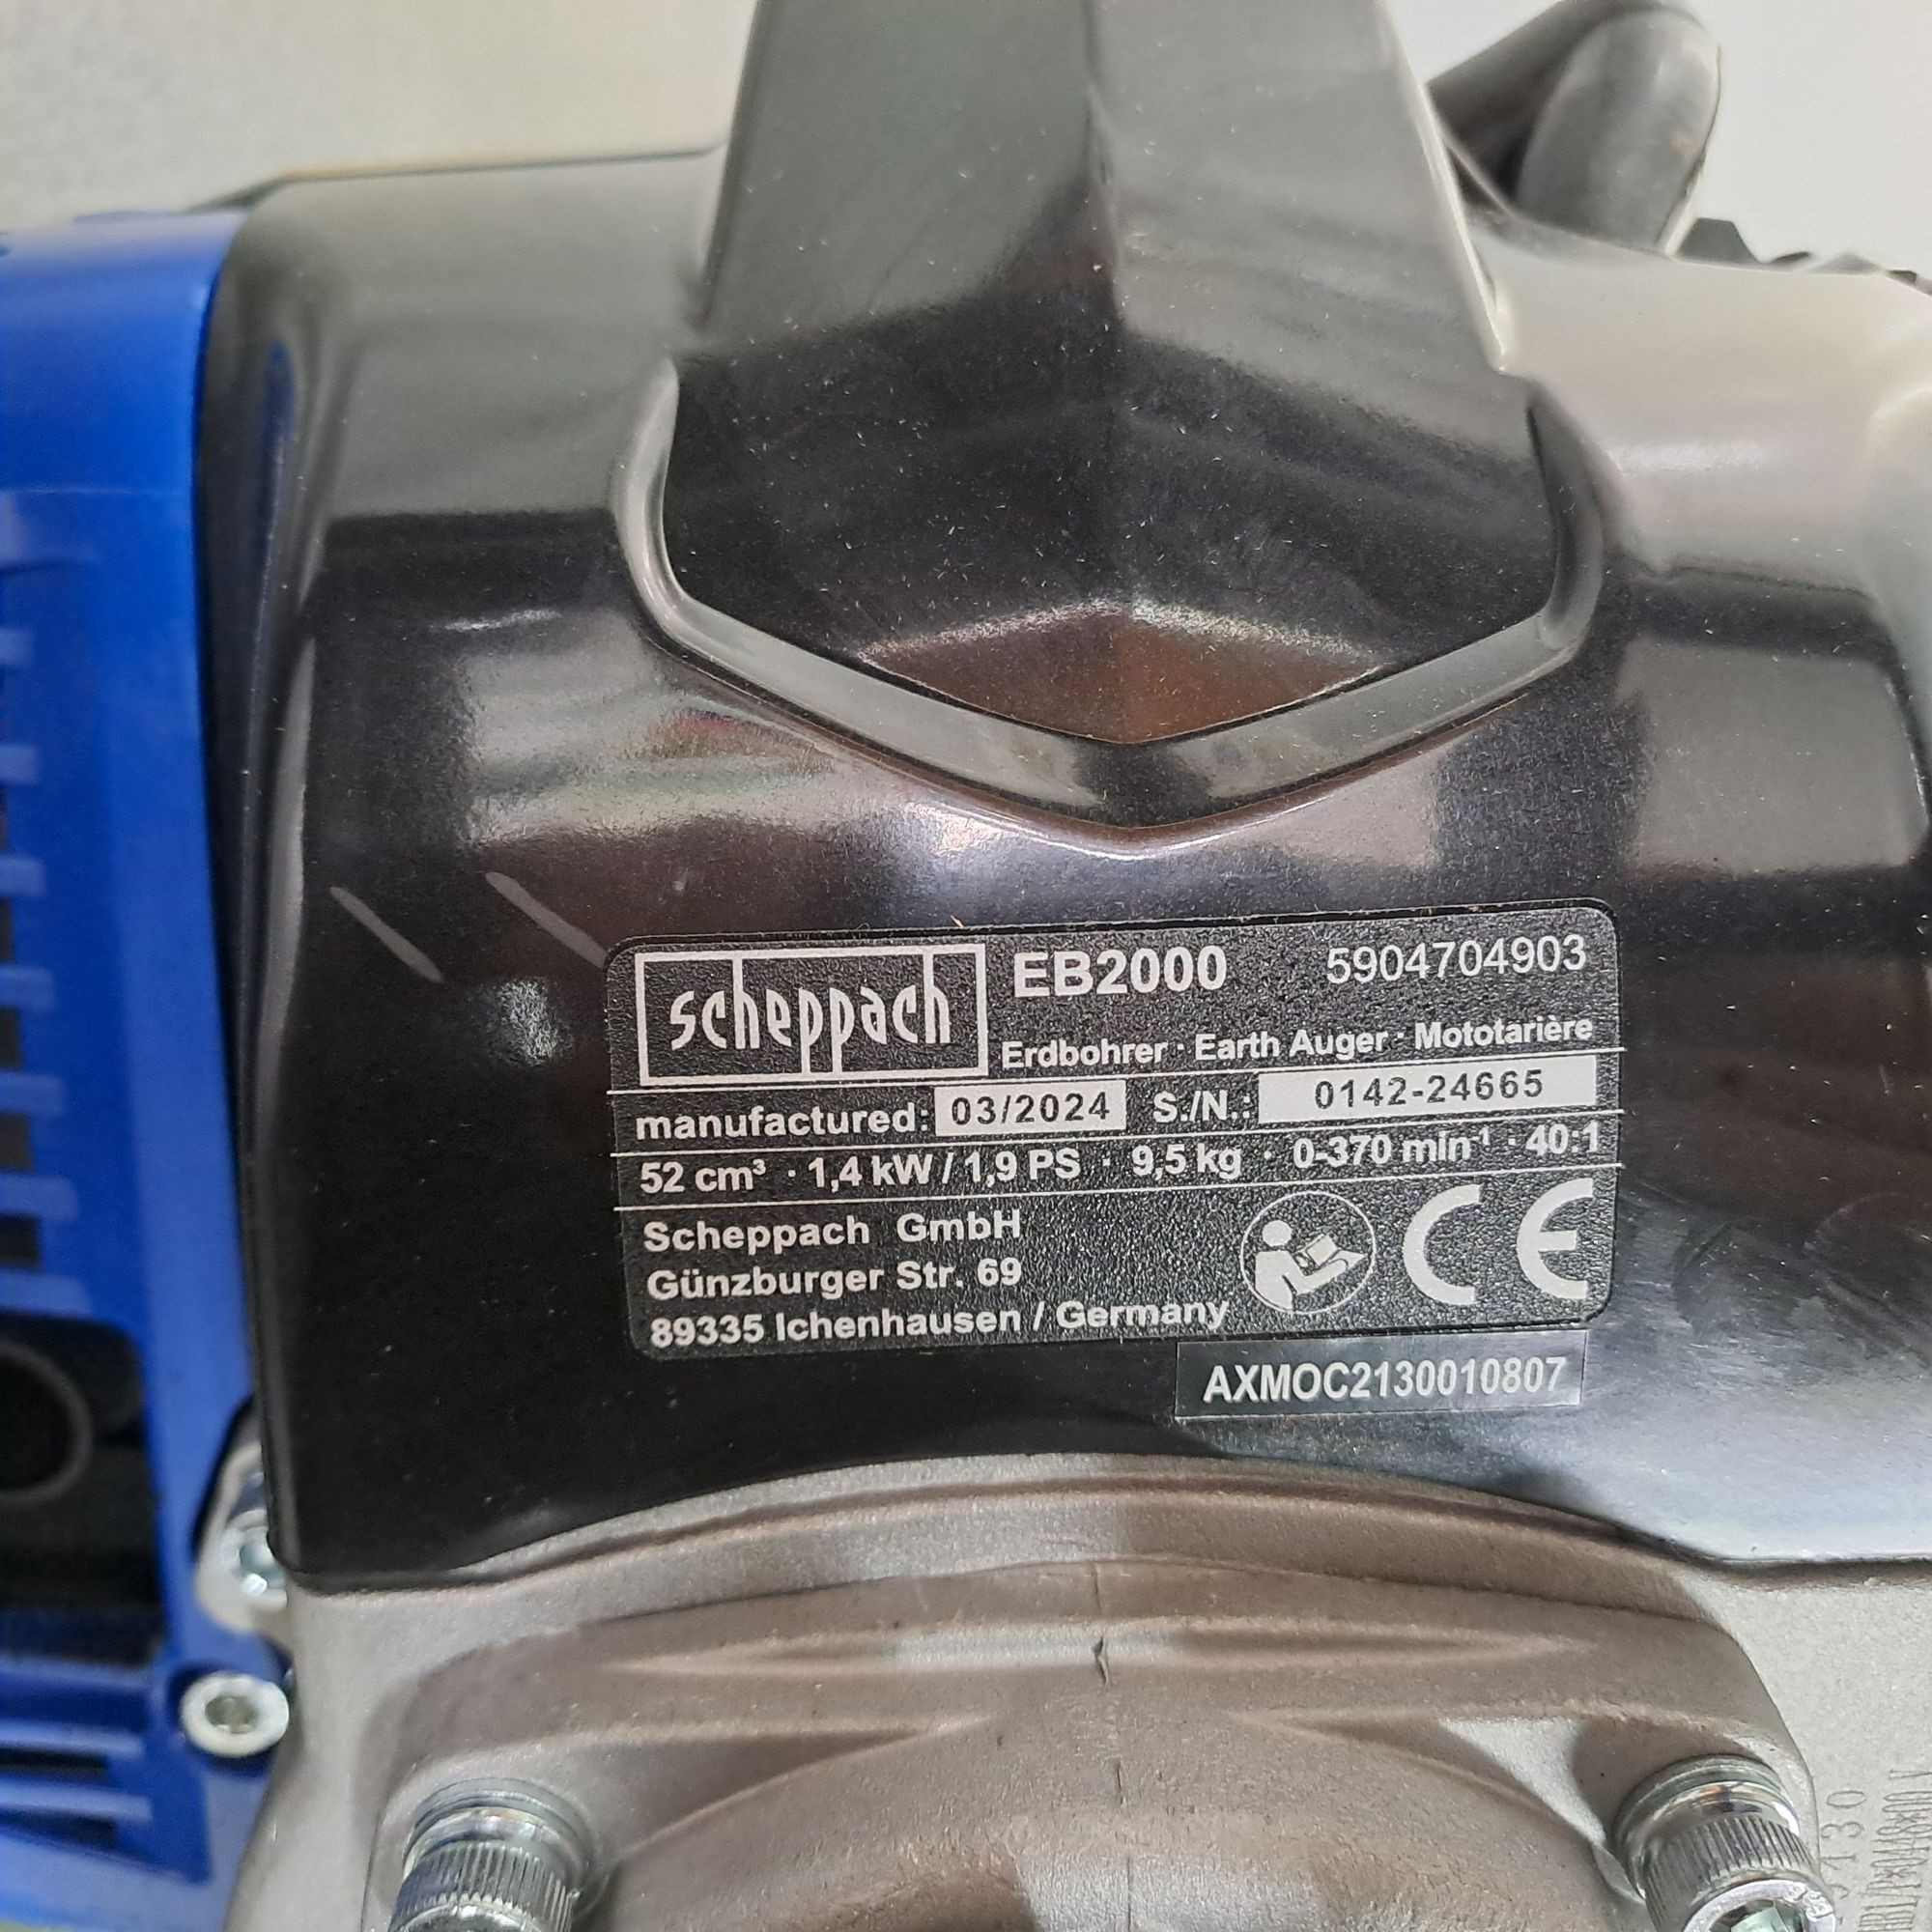 scheppach EB2000 5904704903
Erdbohrer · Earth Auger · Mototarière
manufactured: 03/2024 S./N.: 0142-24665
52 cm³ · 1,4 kW / 1,9 PS · 9,5 kg · 0-370 min⁻¹ · 40:1
Scheppach GmbH
Günzburger Str. 69
89335 Ichenhausen / Germany
CE
AXMOC2130010807